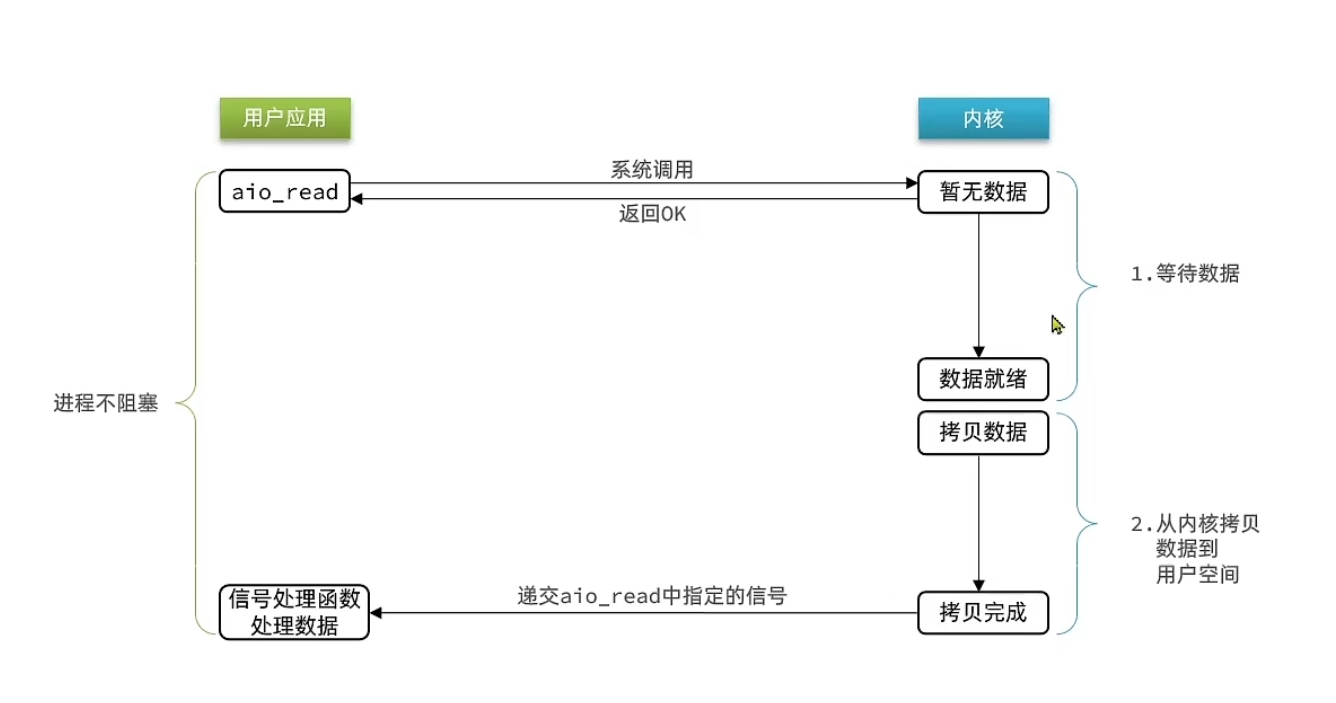 用户应用
内核
系统调用
aio_read
暂无数据
返回OK
1.等待数据
数据就绪
进程不阻塞
拷贝数据
2.从内核拷贝
数据到
用户空间
信号处理函数
处理数据
递交aio_read中指定的信号
拷贝完成